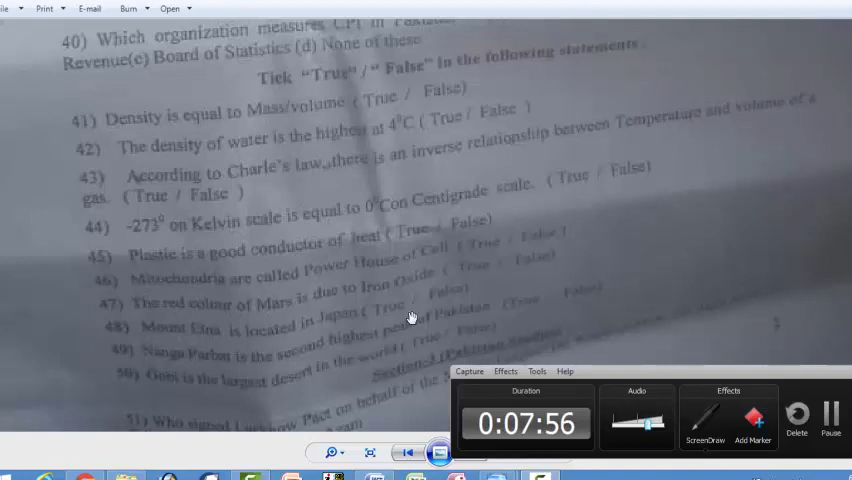 ile Print E-mail Burn Open
40) Which organization measures CPI in
Revenue(c) Board of Statistics (d) None of these
Tick "True"/" False" in the following statements.
41) Density is equal to Mass/volume ( True / False)
42) The density of water is the highest at 4⁰C ( True / False )
43) According to Charle's law, there is an inverse relationship between Temperature and volume of a
gas. ( True / False )
44) -273⁰ on Kelvin scale is equal to 0⁰Con Centigrade scale. ( True / False)
45) Plastic is a good conductor of heat ( True / False)
46) Mitochondria are called Power House of Cell ( True / False )
47) The red colour of Mars is due to Iron Oxide ( True / False)
48) Mount Etna is located in Japan ( True / False)
49) Nanga Parbat is the second highest peak of Pakistan (True False)
50) Gobi is the largest desert in the world ( True / False)
51) Who signed Lucknow Pact on behalf of the
3
Capture Effects Tools Help
Duration Audio Effects
0:07:56
ScreenDraw Add Marker Delete Pause